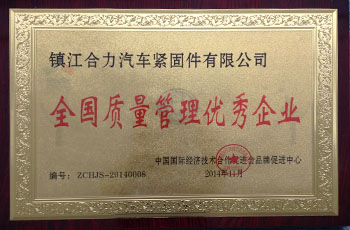 镇江合力汽车紧固件有限公司
全国质量管理优秀企业
中国国际经济技术合作促进会品牌促进中心
编号：ZCHJS-20140008 2014年11月